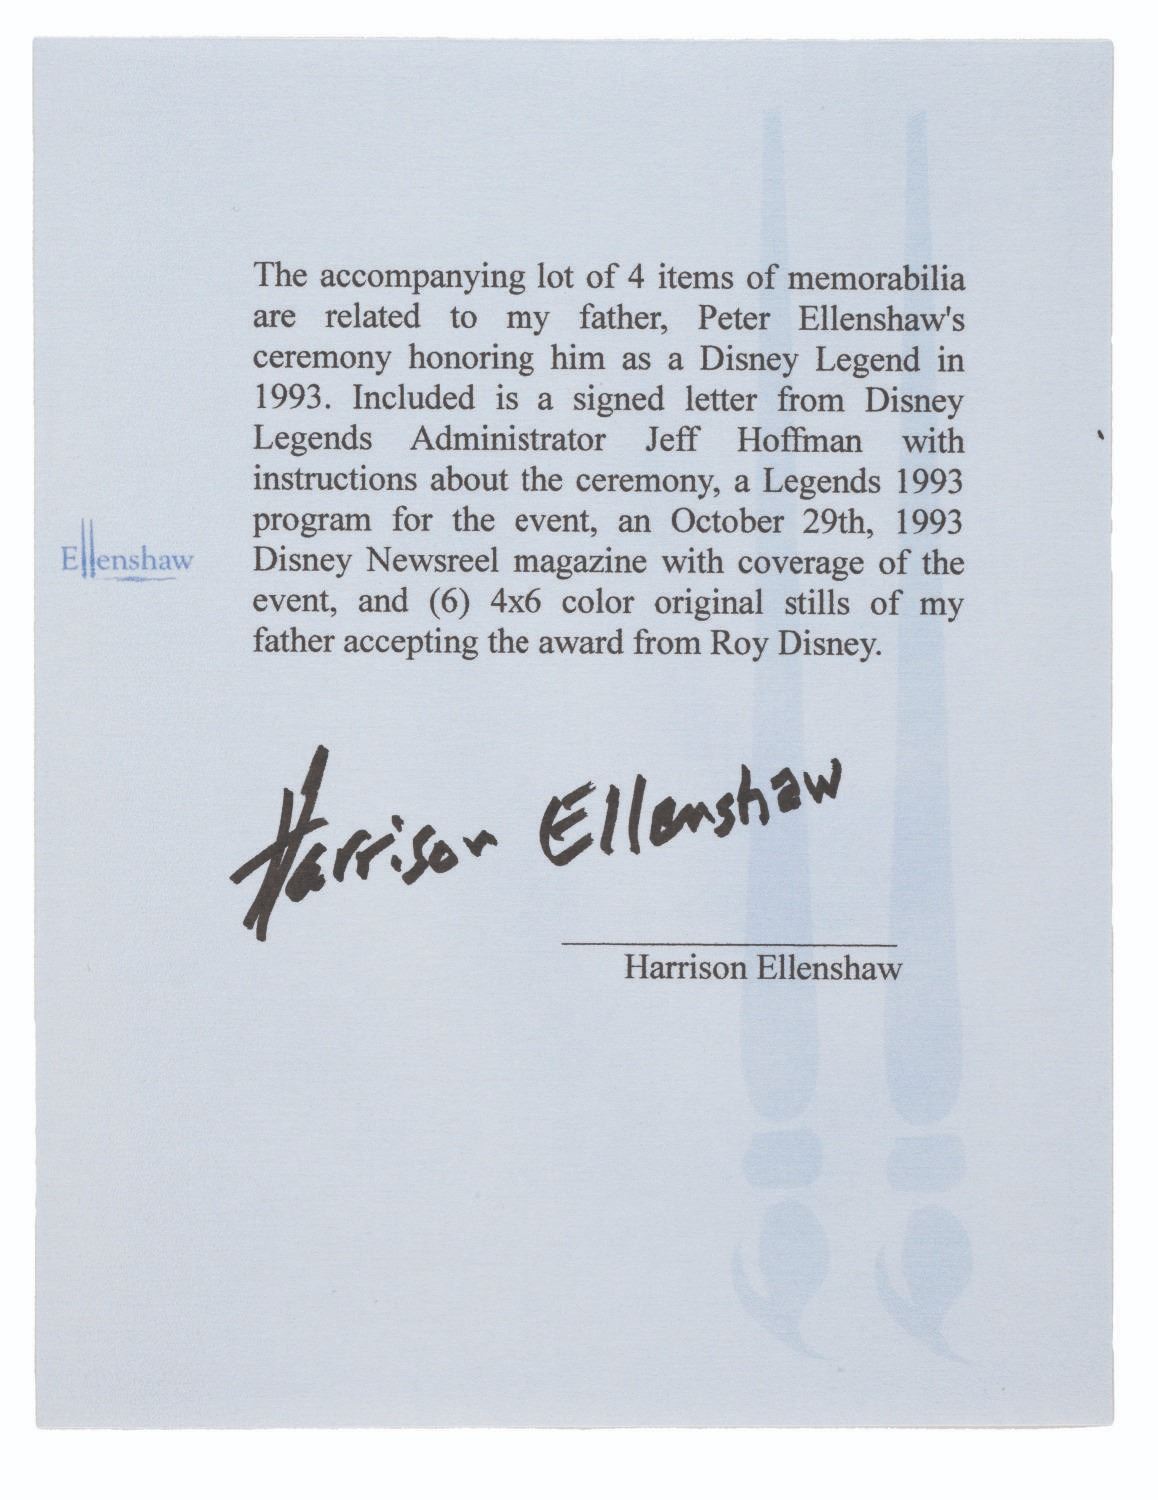 The accompanying lot of 4 items of memorabilia
are related to my father, Peter Ellenshaw's
ceremony honoring him as a Disney Legend in
1993. Included is a signed letter from Disney
Legends Administrator Jeff Hoffman with
instructions about the ceremony, a Legends 1993
program for the event, an October 29th, 1993
Disney Newsreel magazine with coverage of the
event, and (6) 4x6 color original stills of my
father accepting the award from Roy Disney.
Ellenshaw
Harrison Ellenshaw
Harrison Ellenshaw